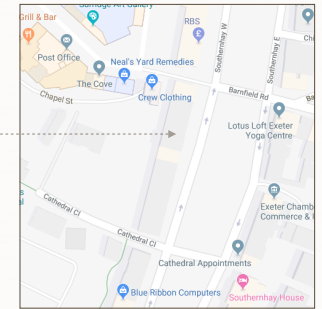 Grill & Bar
RBS
Southernhay W
Southernhay E
Post Office
Neal's Yard Remedies
The Cove
Chapel St
Crew Clothing
Barnfield Rd
Lotus Loft Exeter
Yoga Centre
Cathedral Cl
Exeter Chamb
Commerce & I
Cathedral Cl
Cathedral Appointments
Blue Ribbon Computers
Southernhay House